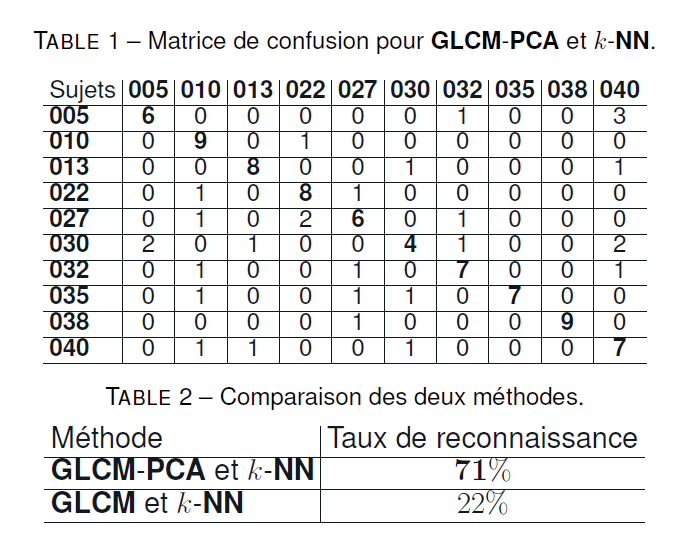 TABLE 1 – Matrice de confusion pour GLCM-PCA et k-NN.
Sujets 005 010 013 022 027 030 032 035 038 040
005 6 0 0 0 0 0 1 0 0 3
010 0 9 0 1 0 0 0 0 0 0
013 0 0 8 0 0 1 0 0 0 1
022 0 1 0 8 1 0 0 0 0 0
027 0 1 0 2 6 0 1 0 0 0
030 2 0 1 0 0 4 1 0 0 2
032 0 1 0 0 1 0 7 0 0 1
035 0 1 0 0 1 1 0 7 0 0
038 0 0 0 0 1 0 0 0 9 0
040 0 1 1 0 0 1 0 0 0 7
TABLE 2 – Comparaison des deux méthodes.
Méthode Taux de reconnaissance
GLCM-PCA et k-NN 71%
GLCM et k-NN 22%